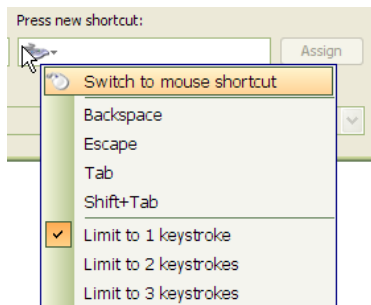 Press new shortcut:
Assign
Switch to mouse shortcut
Backspace
Escape
Tab
Shift+Tab
Limit to 1 keystroke
Limit to 2 keystrokes
Limit to 3 keystrokes